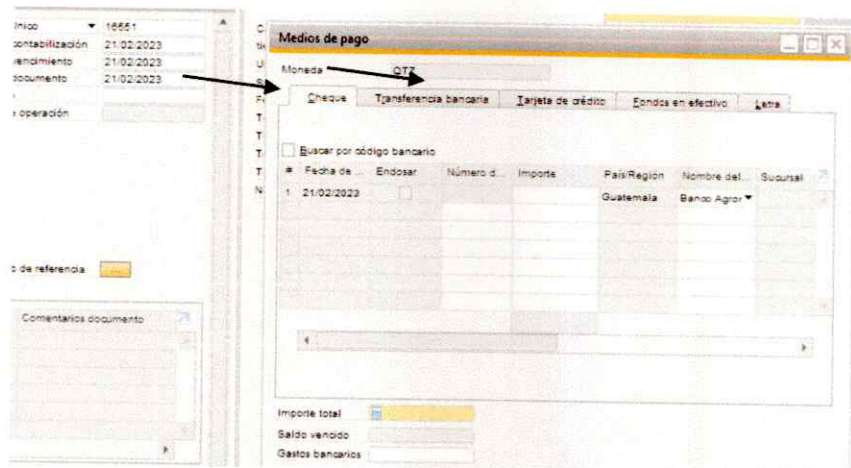 16651
contabilización 21/02/2023
vencimiento 21/02/2023
documento 21/02/2023
operación
de referencia
...
Comentarios documento
Medios de pago
Moneda QTZ
Cheque Transferencia bancaria Tarjeta de crédito Fondos en efectivo Letra
Buscar por código bancario
# Fecha de ... Endosar Número d... Importe País/Región Nombre del... Sucursal
1 21/02/2023 Guatemala Banco Agror
Importe total
Saldo vencido
Gastos bancarios